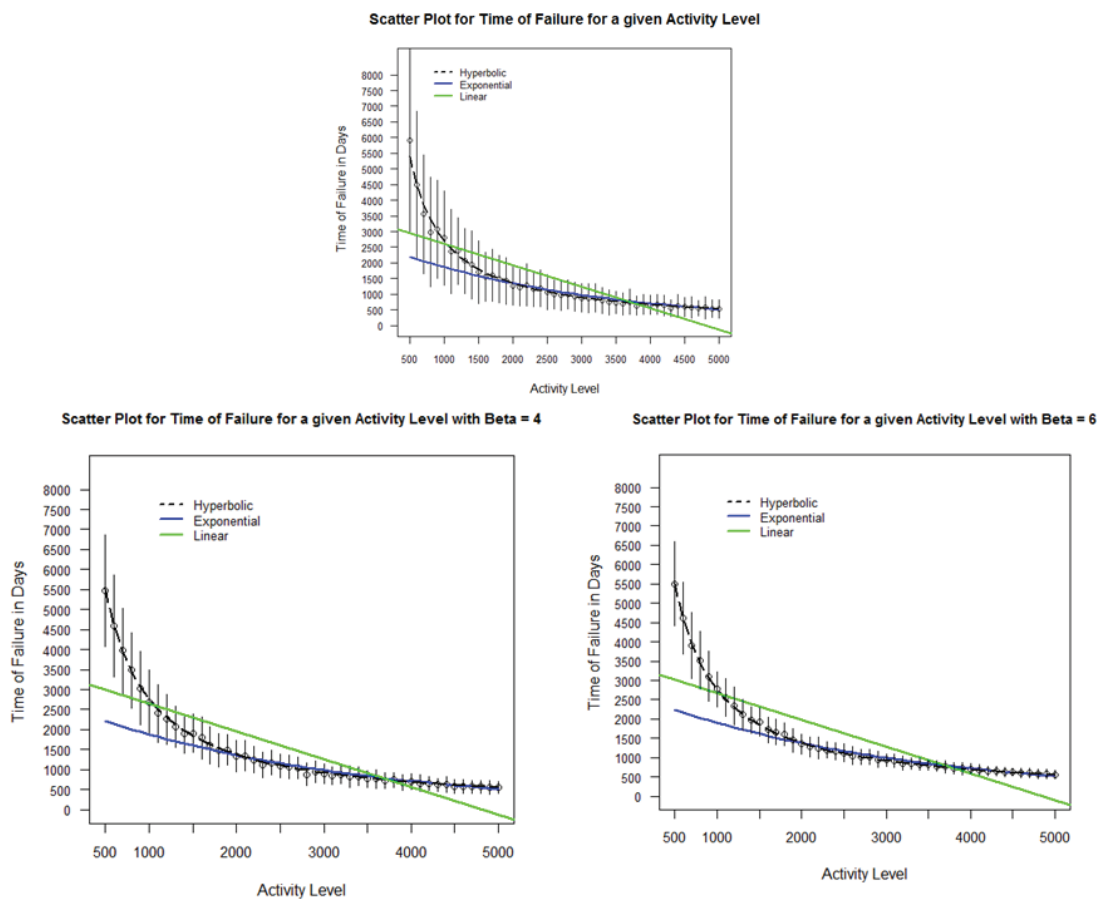 Scatter Plot for Time of Failure for a given Activity Level
Hyperbolic
Exponential
Linear
8000
7500
7000
6500
6000
5500
5000
4500
4000
3500
3000
2500
2000
1500
1000
500
0
Time of Failure in Days
500 1000 1500 2000 2500 3000 3500 4000 4500 5000
Activity Level
Scatter Plot for Time of Failure for a given Activity Level with Beta = 4
Hyperbolic
Exponential
Linear
8000
7500
7000
6500
6000
5500
5000
4500
4000
3500
3000
2500
2000
1500
1000
500
0
Time of Failure in Days
500 1000 2000 3000 4000 5000
Activity Level
Scatter Plot for Time of Failure for a given Activity Level with Beta = 6
Hyperbolic
Exponential
Linear
8000
7500
7000
6500
6000
5500
5000
4500
4000
3500
3000
2500
2000
1500
1000
500
0
Time of Failure in Days
500 1000 2000 3000 4000 5000
Activity Level